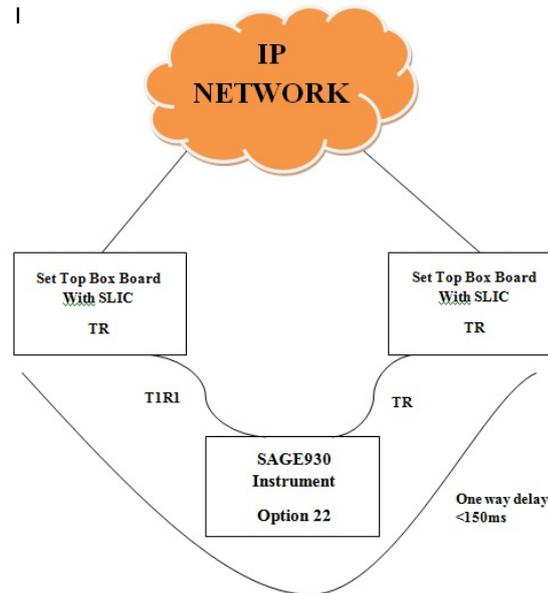 I
IP
NETWORK
Set Top Box Board
With SLIC
TR
Set Top Box Board
With SLIC
TR
T1R1
TR
SAGE930
Instrument
Option 22
One way delay
<150ms